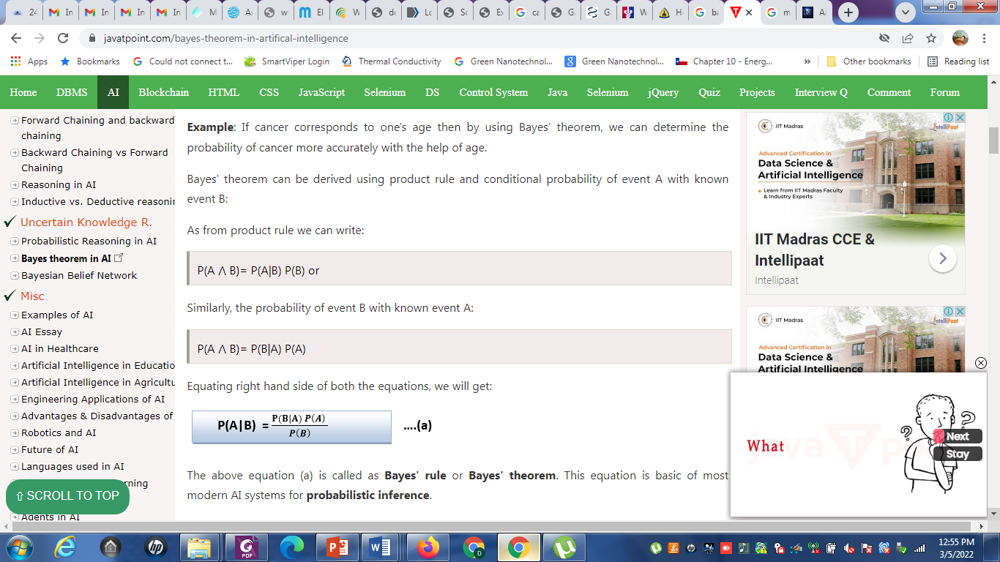 24
In
Im
Im
In
M
A
w
El
W
de
Lo
Sc
Ex
ca
G
G
W
H
ba
m
A
javatpoint.com/bayes-theorem-in-artifical-intelligence
Apps
Bookmarks
Could not connect t...
SmartViper Login
Thermal Conductivity
Green Nanotechnol...
Green Nanotechnol...
Chapter 10 - Energ...
»
Other bookmarks
Reading list
Home
DBMS
AI
Blockchain
HTML
CSS
JavaScript
Selenium
DS
Control System
Java
Selenium
jQuery
Quiz
Projects
Interview Q
Comment
Forum
Forward Chaining and backward
chaining
Backward Chaining vs Forward
Chaining
Reasoning in AI
Inductive vs. Deductive reasonin
Uncertain Knowledge R.
Probabilistic Reasoning in AI
Bayes theorem in AI
Bayesian Belief Network
Misc
Examples of AI
AI Essay
AI in Healthcare
Artificial Intelligence in Educatio
Artificial Intelligence in Agricultu
Engineering Applications of AI
Advantages & Disadvantages of
Robotics and AI
Future of AI
Languages used in AI
rning
⇧ SCROLL TO TOP
Agents in AI
Example: If cancer corresponds to one's age then by using Bayes' theorem, we can determine the
probability of cancer more accurately with the help of age.
Bayes' theorem can be derived using product rule and conditional probability of event A with known
event B:
As from product rule we can write:
P(A ⋀ B)= P(A|B) P(B) or
Similarly, the probability of event B with known event A:
P(A ⋀ B)= P(B|A) P(A)
Equating right hand side of both the equations, we will get:
P(A|B) = P(B|A) P(A) / P(B) ....(a)
The above equation (a) is called as Bayes' rule or Bayes' theorem. This equation is basic of most
modern AI systems for probabilistic inference.
IIT Madras
IntelliPaat
Advanced Certification in
Data Science &
Artificial Intelligence
Learn from IIT Madras Faculty
& Industry Experts
IIT Madras CCE &
Intellipaat
Intellipaat
IIT Madras
IntelliPaat
Advanced Certification in
Data Science &
Artificial Intelligence
What
java T p
? ? ?
Next
Stay
hp
PDF
P
W
D
µ
12:55 PM
3/5/2022